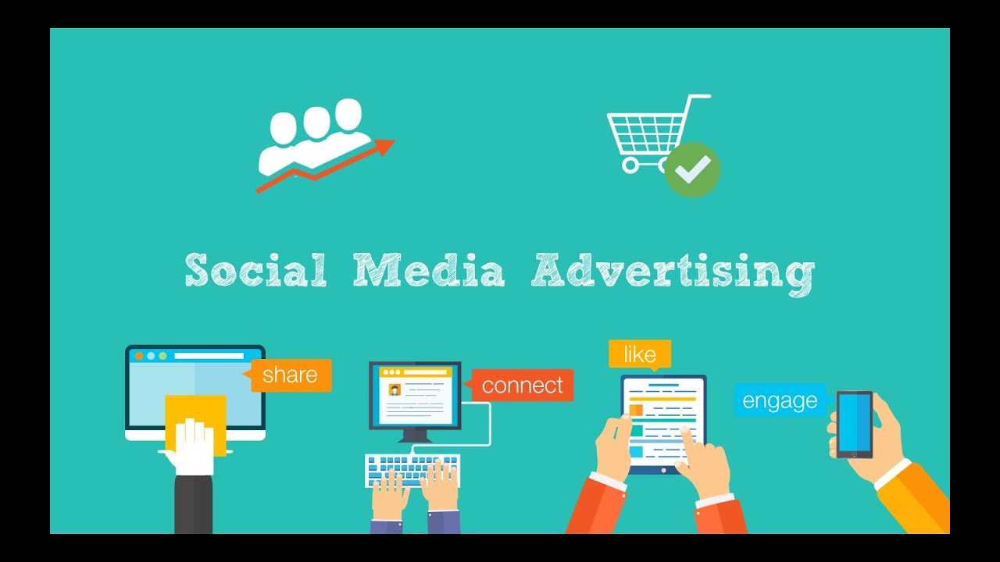 Social Media Advertising
share
connect
like
engage